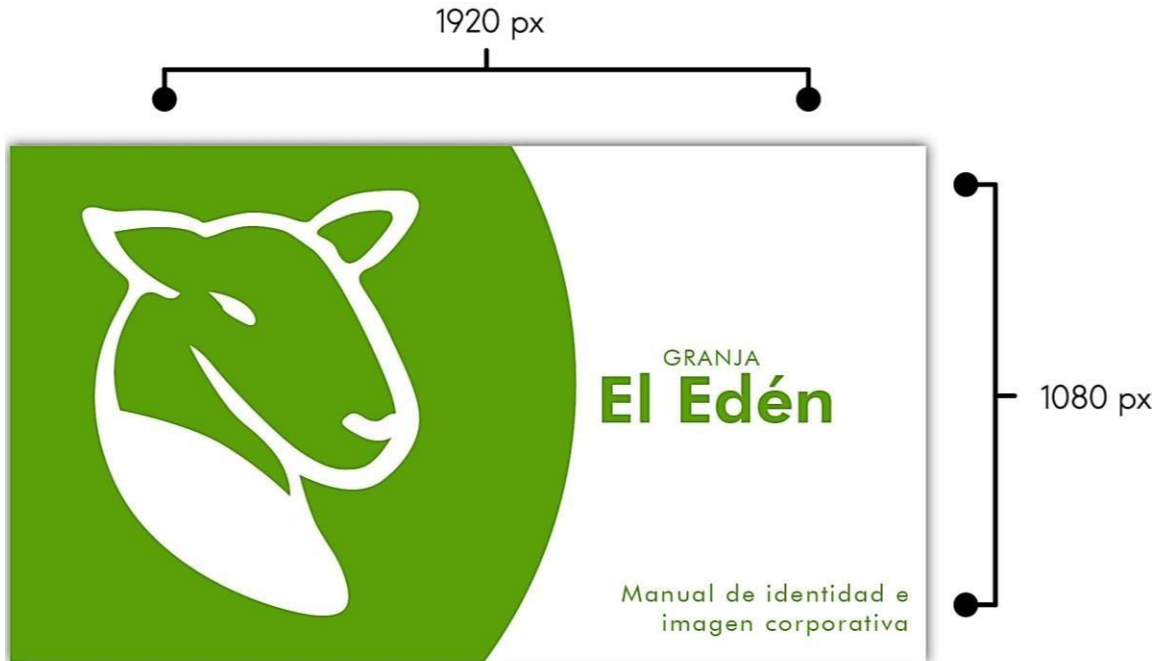 1920 px
GRANJA
El Edén
1080 px
Manual de identidad e
imagen corporativa